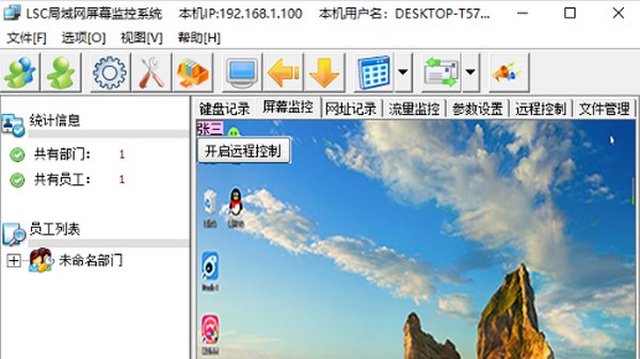 LSC局域网屏幕监控系统 本机IP:192.168.1.100 本机用户名: DESKTOP-T57...
文件[F] 选项[O] 视图[V] 帮助[H]
键盘记录 屏幕监控 网址记录 流量监控 参数设置 远程控制 文件管理
统计信息
张三
开启远程控制
共有部门: 1
共有员工: 1
员工列表
未命名部门